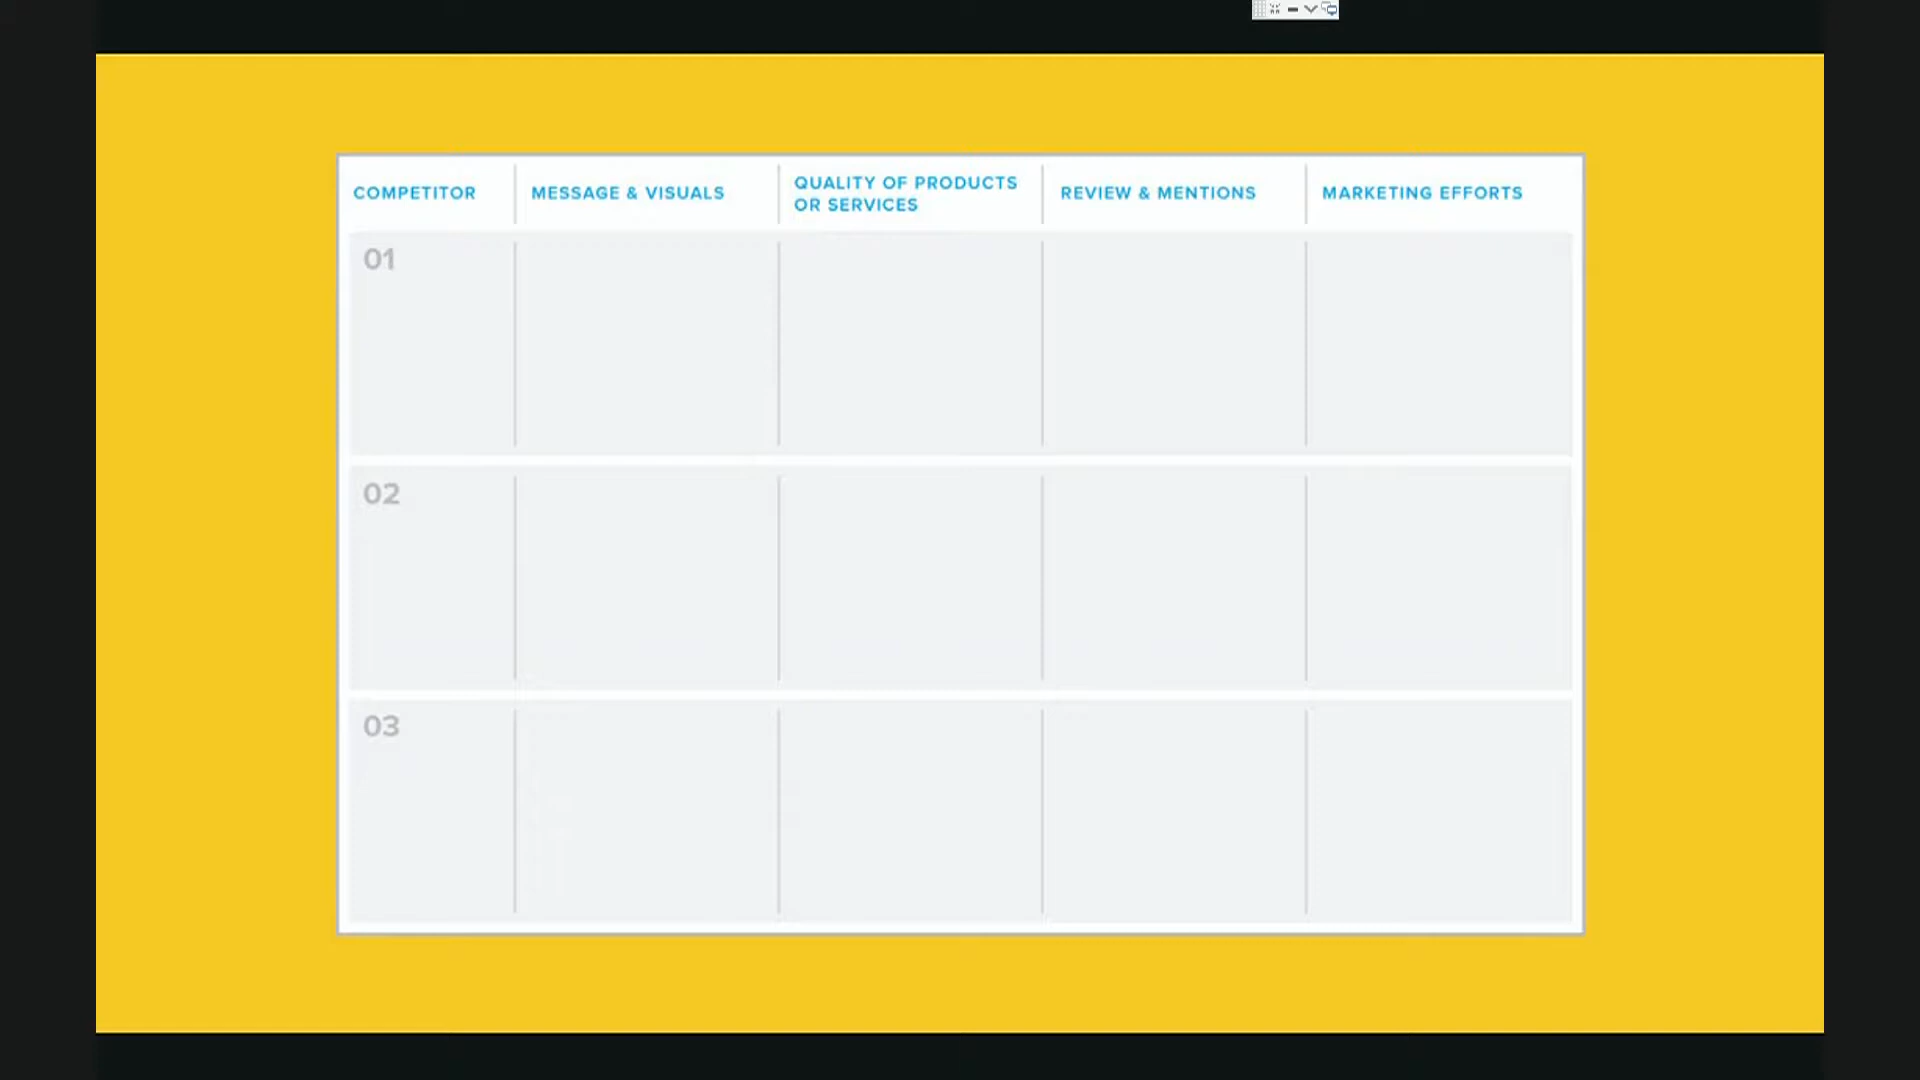 COMPETITOR
MESSAGE & VISUALS
QUALITY OF PRODUCTS
OR SERVICES
REVIEW & MENTIONS
MARKETING EFFORTS
01
02
03